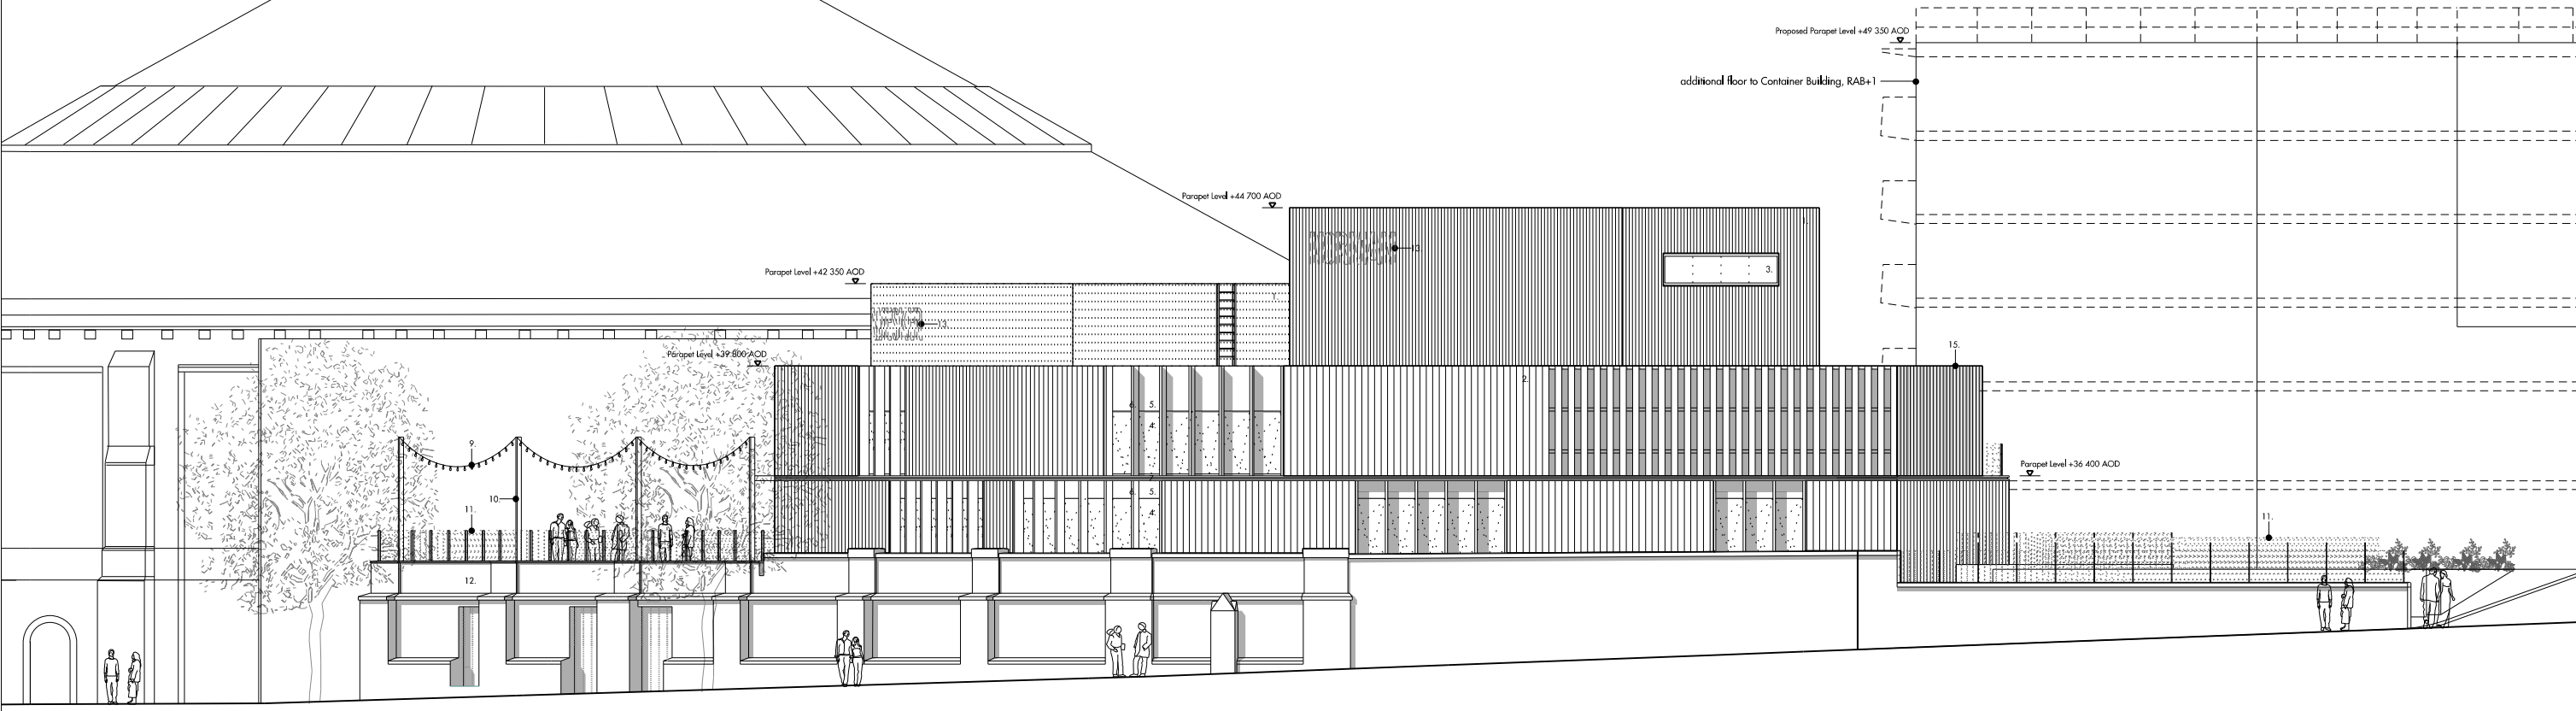 Proposed Parapet Level +49 350 AOD
additional floor to Container Building, RAB+1
Parapet Level +44 700 AOD
1.
13.
3.
Parapet Level +42 350 AOD
1.
13.
15.
Parapet Level +39 800 AOD
2.
6. 5.
4.
9.
Parapet Level +36 400 AOD
10.
6. 5.
4.
11.
11.
12.